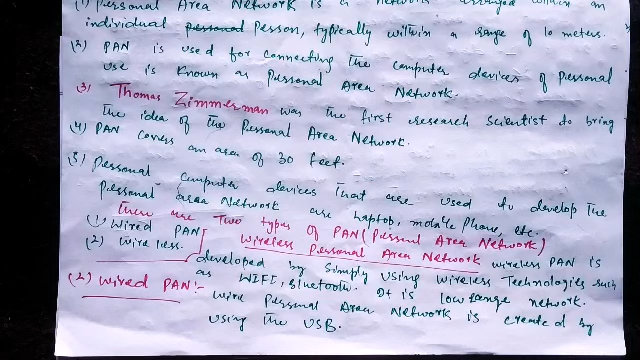 (1) Personal Area Network is a network arranged within an
individual personal Person, typically within a range of 10 meters.
(2) PAN is used for connecting the computer devices of personal
use is known as Personal Area Network.
(3) Thomas Zimmerman was the first research scientist to bring
the idea of the Personal Area Network.
(4) PAN covers an area of 30 feet.
(5) Personal computer devices that are used to develop the
personal area Network are laptop, mobile phone, etc.
There are Two types of PAN (Personal Area Network)
(1) Wired PAN
(2) Wireless.
Wireless Personal Area Network wireless PAN is
developed by simply using wireless Technologies such
as WIFI, Bluetooth. It is low range network.
(2) Wired PAN:- Wire Personal Area Network is created by
using the USB.